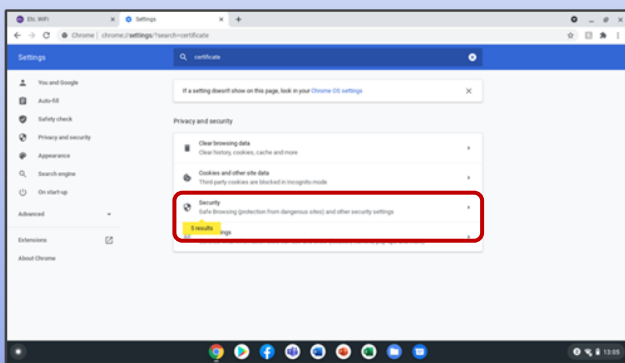 Etc. WiFi
Settings
Chrome | chrome://settings/?search=certificate
Settings
certificate
You and Google
Auto-fill
Safety check
Privacy and security
Appearance
Search engine
On start-up
Advanced
Extensions
About Chrome
If a setting doesn't show on this page, look in your Chrome OS settings
Privacy and security
Clear browsing data
Clear history, cookies, cache and more
Cookies and other site data
Third-party cookies are blocked in Incognito mode
Security
Safe Browsing (protection from dangerous sites) and other security settings
5 results
13:05